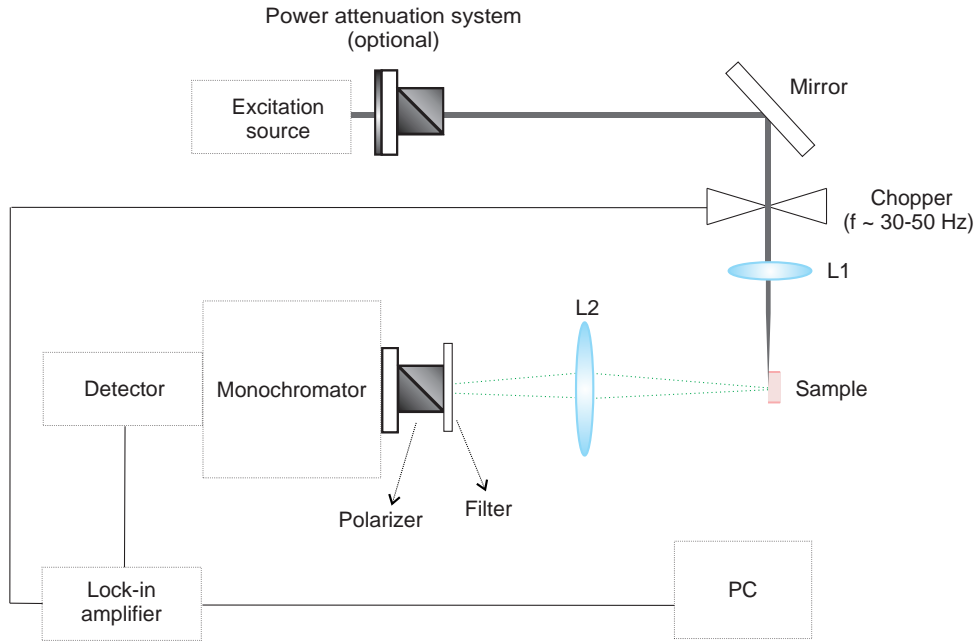 Power attenuation system
(optional)
Excitation
source
Mirror
Chopper
(f ~ 30-50 Hz)
L1
L2
Detector
Monochromator
Sample
Polarizer
Filter
Lock-in
amplifier
PC